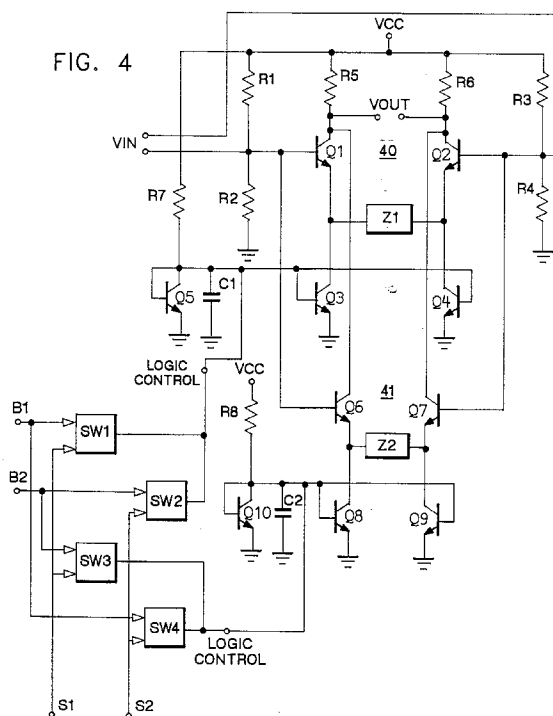 FIG. 4
VCC
R1
R5
R6
R3
VOUT
VIN
Q1
40
Q2
R7
R2
R4
Z1
Q5
C1
Q3
Q4
LOGIC
CONTROL
VCC
41
B1
R8
Q6
Q7
SW1
Z2
B2
SW2
Q10
C2
Q8
Q9
SW3
SW4
LOGIC
CONTROL
S1
S2